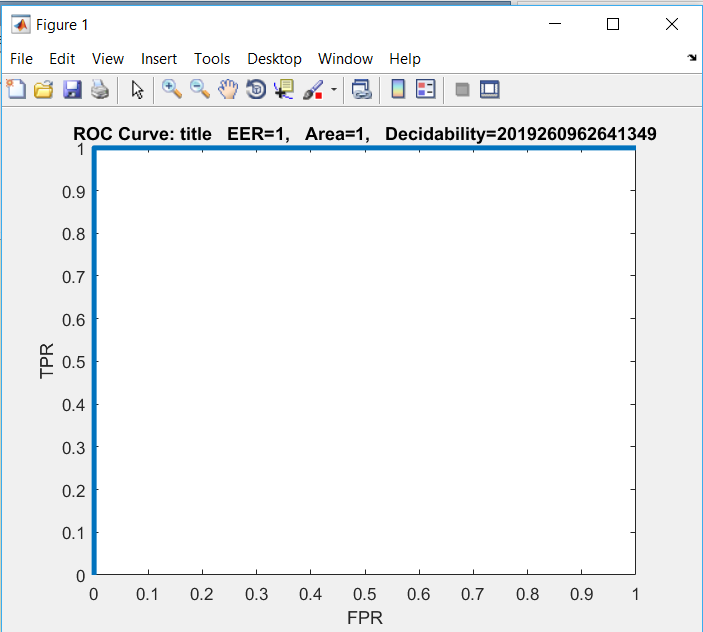 Figure 1
File Edit View Insert Tools Desktop Window Help
ROC Curve: title EER=1, Area=1, Decidability=2019260962641349
1
0.9
0.8
0.7
0.6
0.5
0.4
0.3
0.2
0.1
0
TPR
0 0.1 0.2 0.3 0.4 0.5 0.6 0.7 0.8 0.9 1
FPR